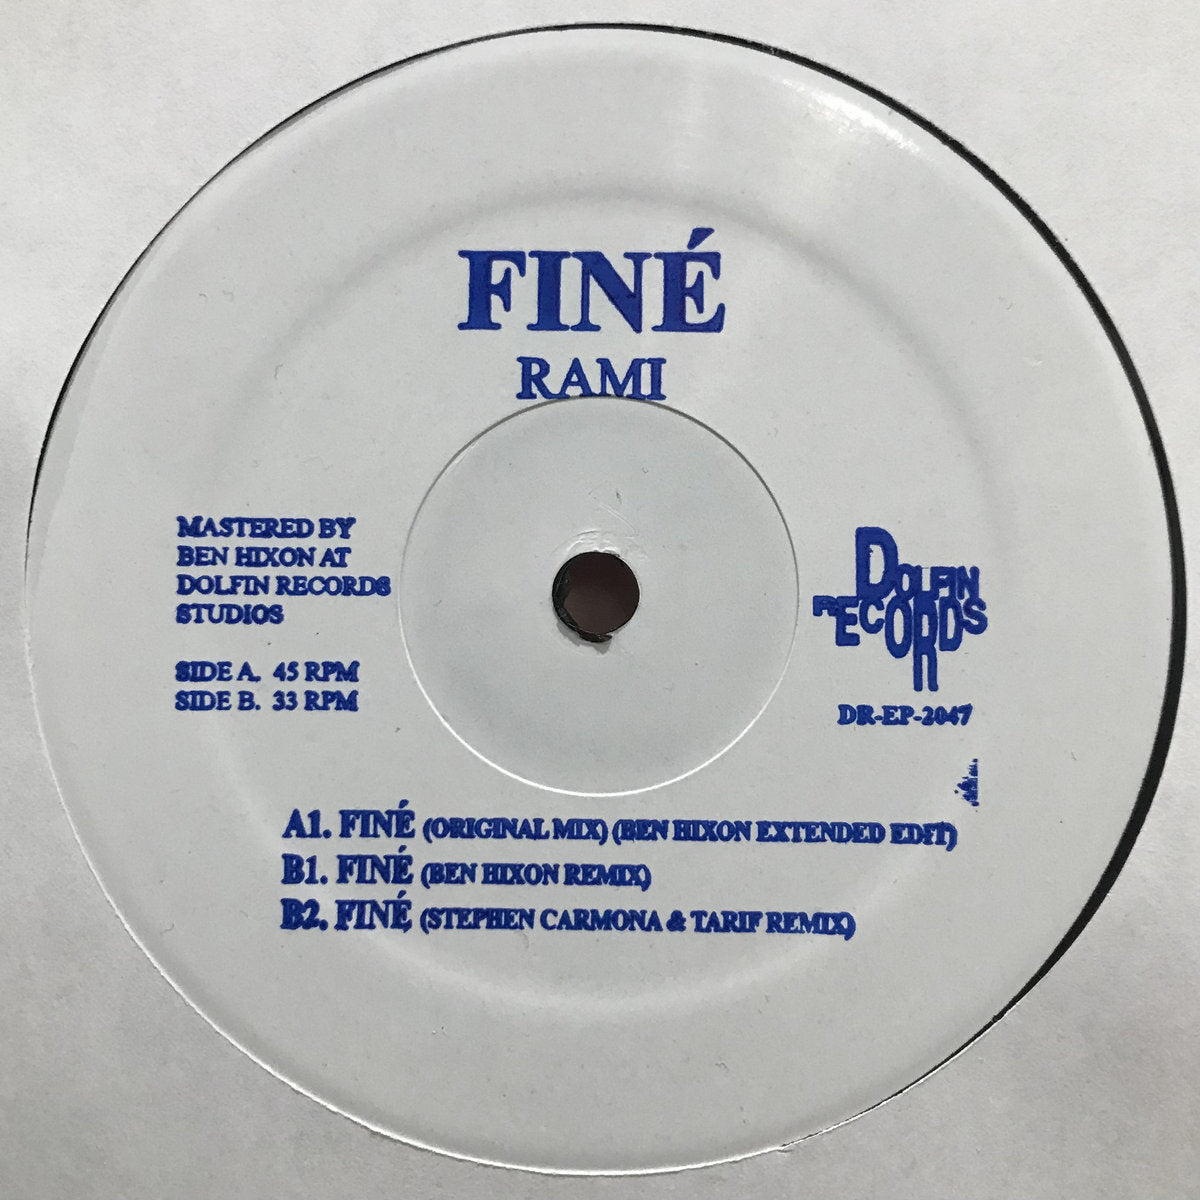 FINÉ
RAMI
MASTERED BY
BEN HIXON AT
DOLFIN RECORDS
STUDIOS
SIDE A. 45 RPM
SIDE B. 33 RPM
DOLFIN
RECORDS
DR-EP-2047
A1. FINÉ (ORIGINAL MIX) (BEN HIXON EXTENDED EDIT)
B1. FINÉ (BEN HIXON REMIX)
B2. FINÉ (STEPHEN CARMONA & TARIF REMIX)